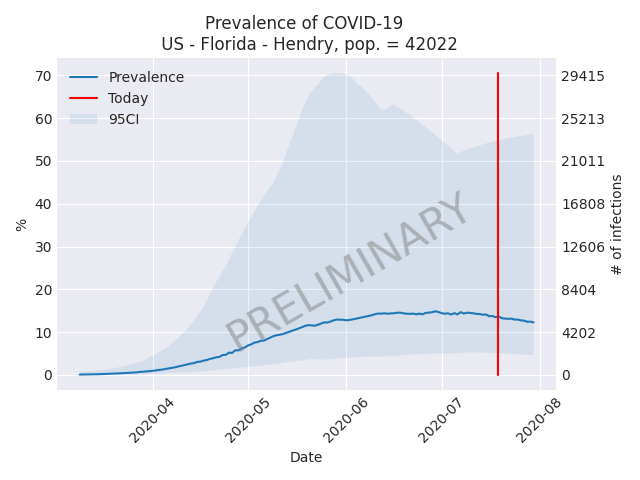 Prevalence of COVID-19
US - Florida - Hendry, pop. = 42022
Prevalence
Today
95CI
70
60
50
40
30
20
10
0
%
29415
25213
21011
16808
12606
8404
4202
0
# of infections
PRELIMINARY
2020-04
2020-05
2020-06
2020-07
2020-08
Date